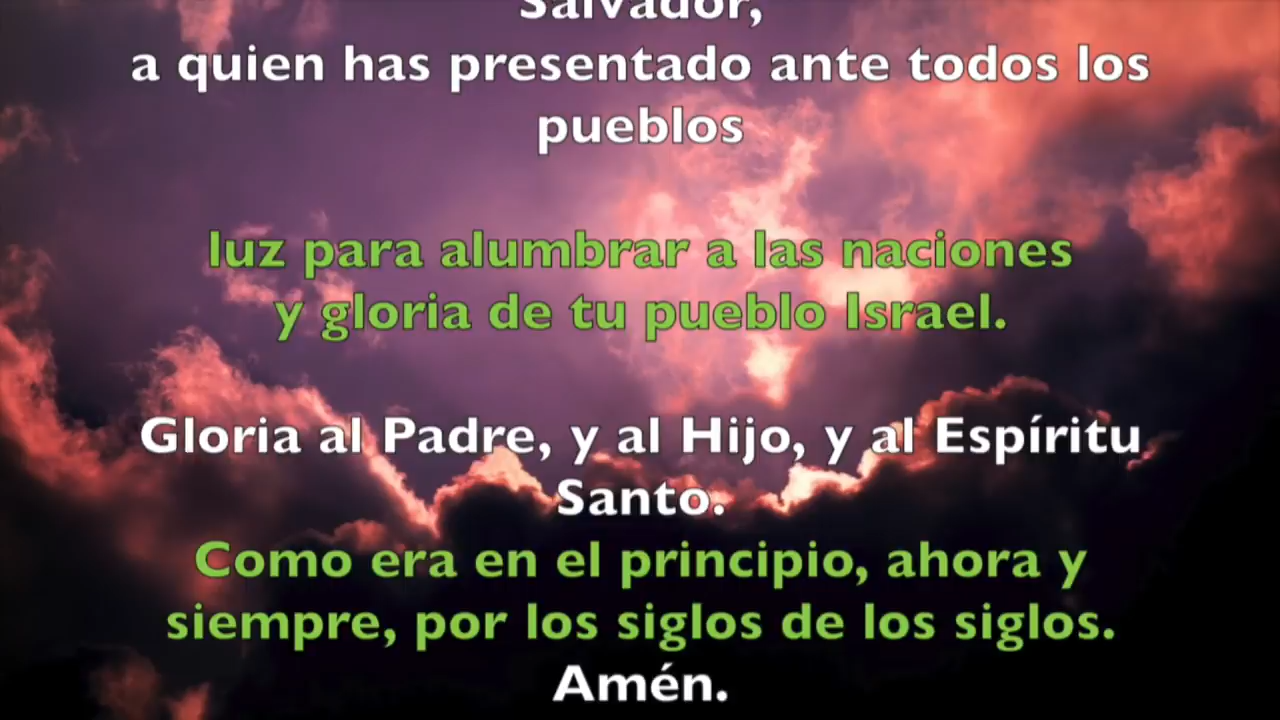 Salvador,
a quien has presentado ante todos los
pueblos
luz para alumbrar a las naciones
y gloria de tu pueblo Israel.
Gloria al Padre, y al Hijo, y al Espíritu
Santo.
Como era en el principio, ahora y
siempre, por los siglos de los siglos.
Amén.